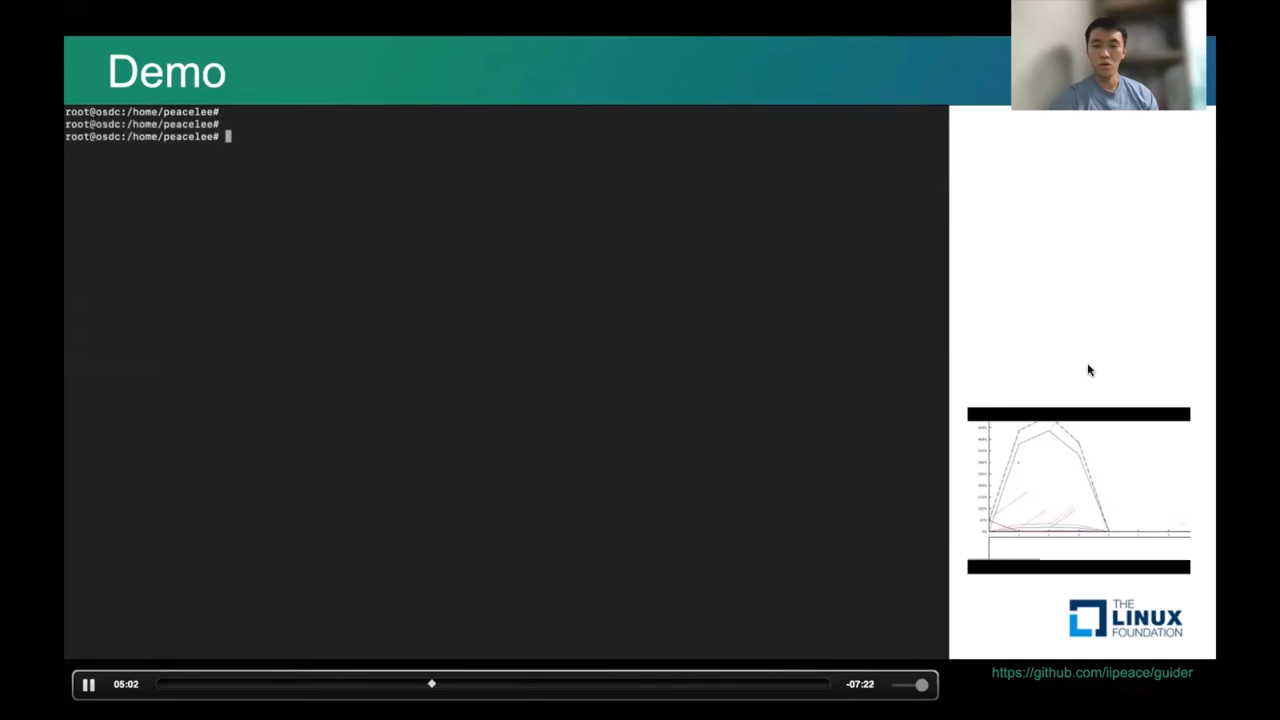 Demo
root@osdc:/home/peacelee#
root@osdc:/home/peacelee#
root@osdc:/home/peacelee#
THE
LINUX
FOUNDATION
https://github.com/iipeace/guider
05:02
-07:22